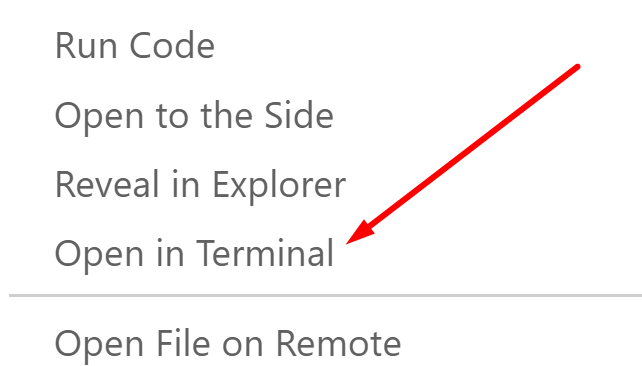 Run Code
Open to the Side
Reveal in Explorer
Open in Terminal
Open File on Remote